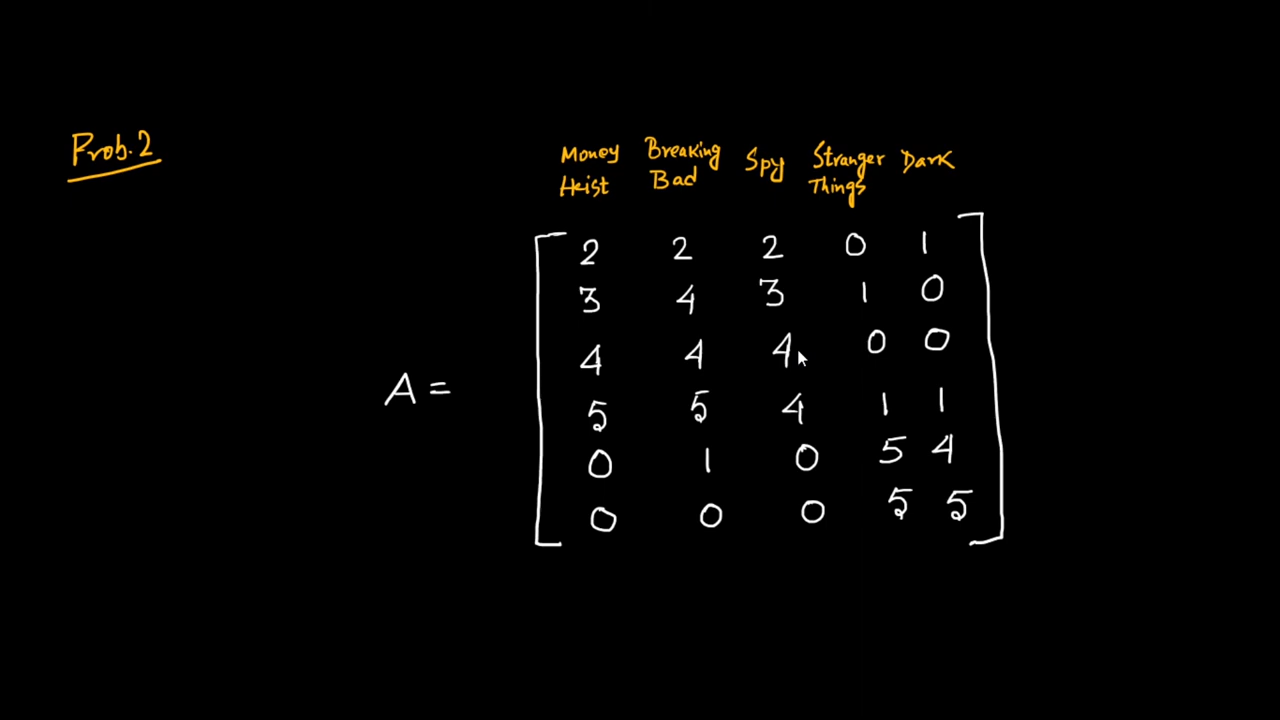 Prob.2
Money Breaking Spy Stranger Dark
Heist Bad Things
2 2 2 0 1
3 4 3 1 0
4 4 4 0 0
A =
5 5 4 1 1
0 1 0 5 4
0 0 0 5 5